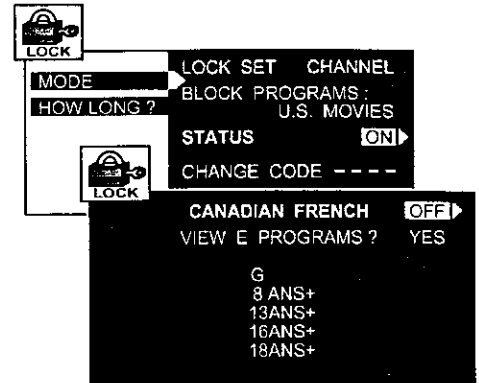 LOCK
MODE
HOW LONG ?
LOCK SET CHANNEL
BLOCK PROGRAMS :
U.S. MOVIES
STATUS ON
CHANGE CODE – – – –
LOCK
CANADIAN FRENCH OFF
VIEW E PROGRAMS ? YES
G
8 ANS+
13ANS+
16ANS+
18ANS+